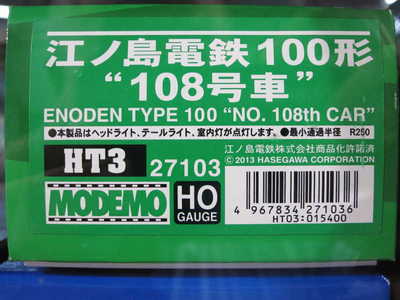 江ノ島電鉄100形
“108号車”
ENODEN TYPE 100 “NO. 108th CAR”
●本製品はヘッドライト、テールライト、室内灯が点灯します。 ●最小通過半径 R250
江ノ島電鉄株式会社商品化許諾済
© 2013 HASEGAWA CORPORATION
HT3 27103
MODEMO HO GAUGE
4 967834 271036
HT03:015400